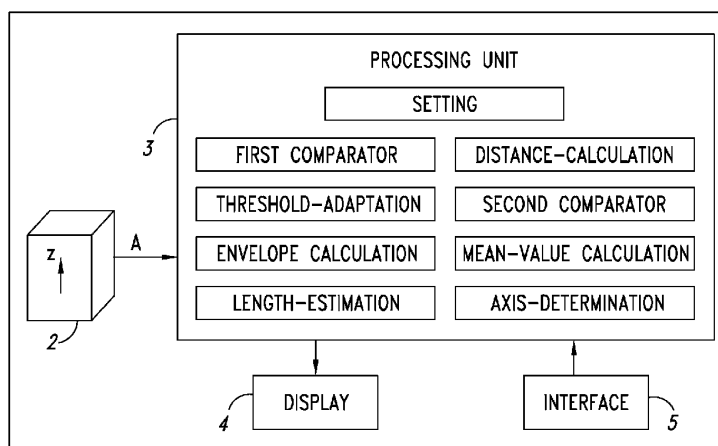 PROCESSING UNIT
SETTING
3
FIRST COMPARATOR
DISTANCE-CALCULATION
THRESHOLD-ADAPTATION
SECOND COMPARATOR
z
A
ENVELOPE CALCULATION
MEAN-VALUE CALCULATION
LENGTH-ESTIMATION
AXIS-DETERMINATION
2
4
DISPLAY
INTERFACE
5